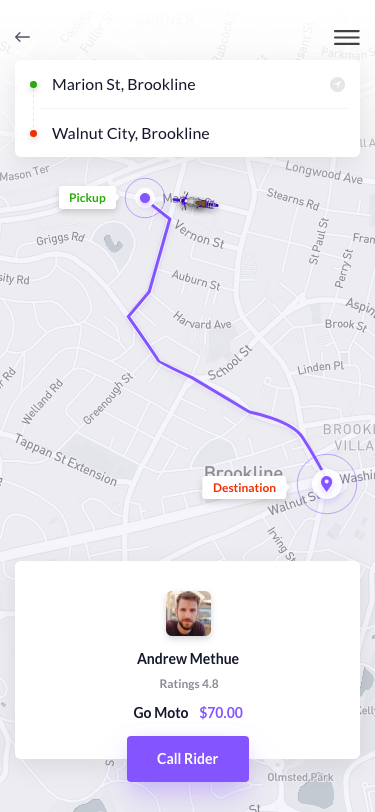 Marion St, Brookline
Walnut City, Brookline
Mason Ter
Longwood Ave
Pickup
Stearns Rd
Vernon St
St Paul St
Griggs Rd
Perry St
sity Rd
Auburn St
Harvard Ave
Brook St
School St
Linden Pl
Welland Rd
Greenough St
BROOKL
VILLA
Tappan St Extension
Brookline
Destination
Walnut St
Irving St
Andrew Methue
Ratings 4.8
Go Moto $70.00
Call Rider
Olmsted Park